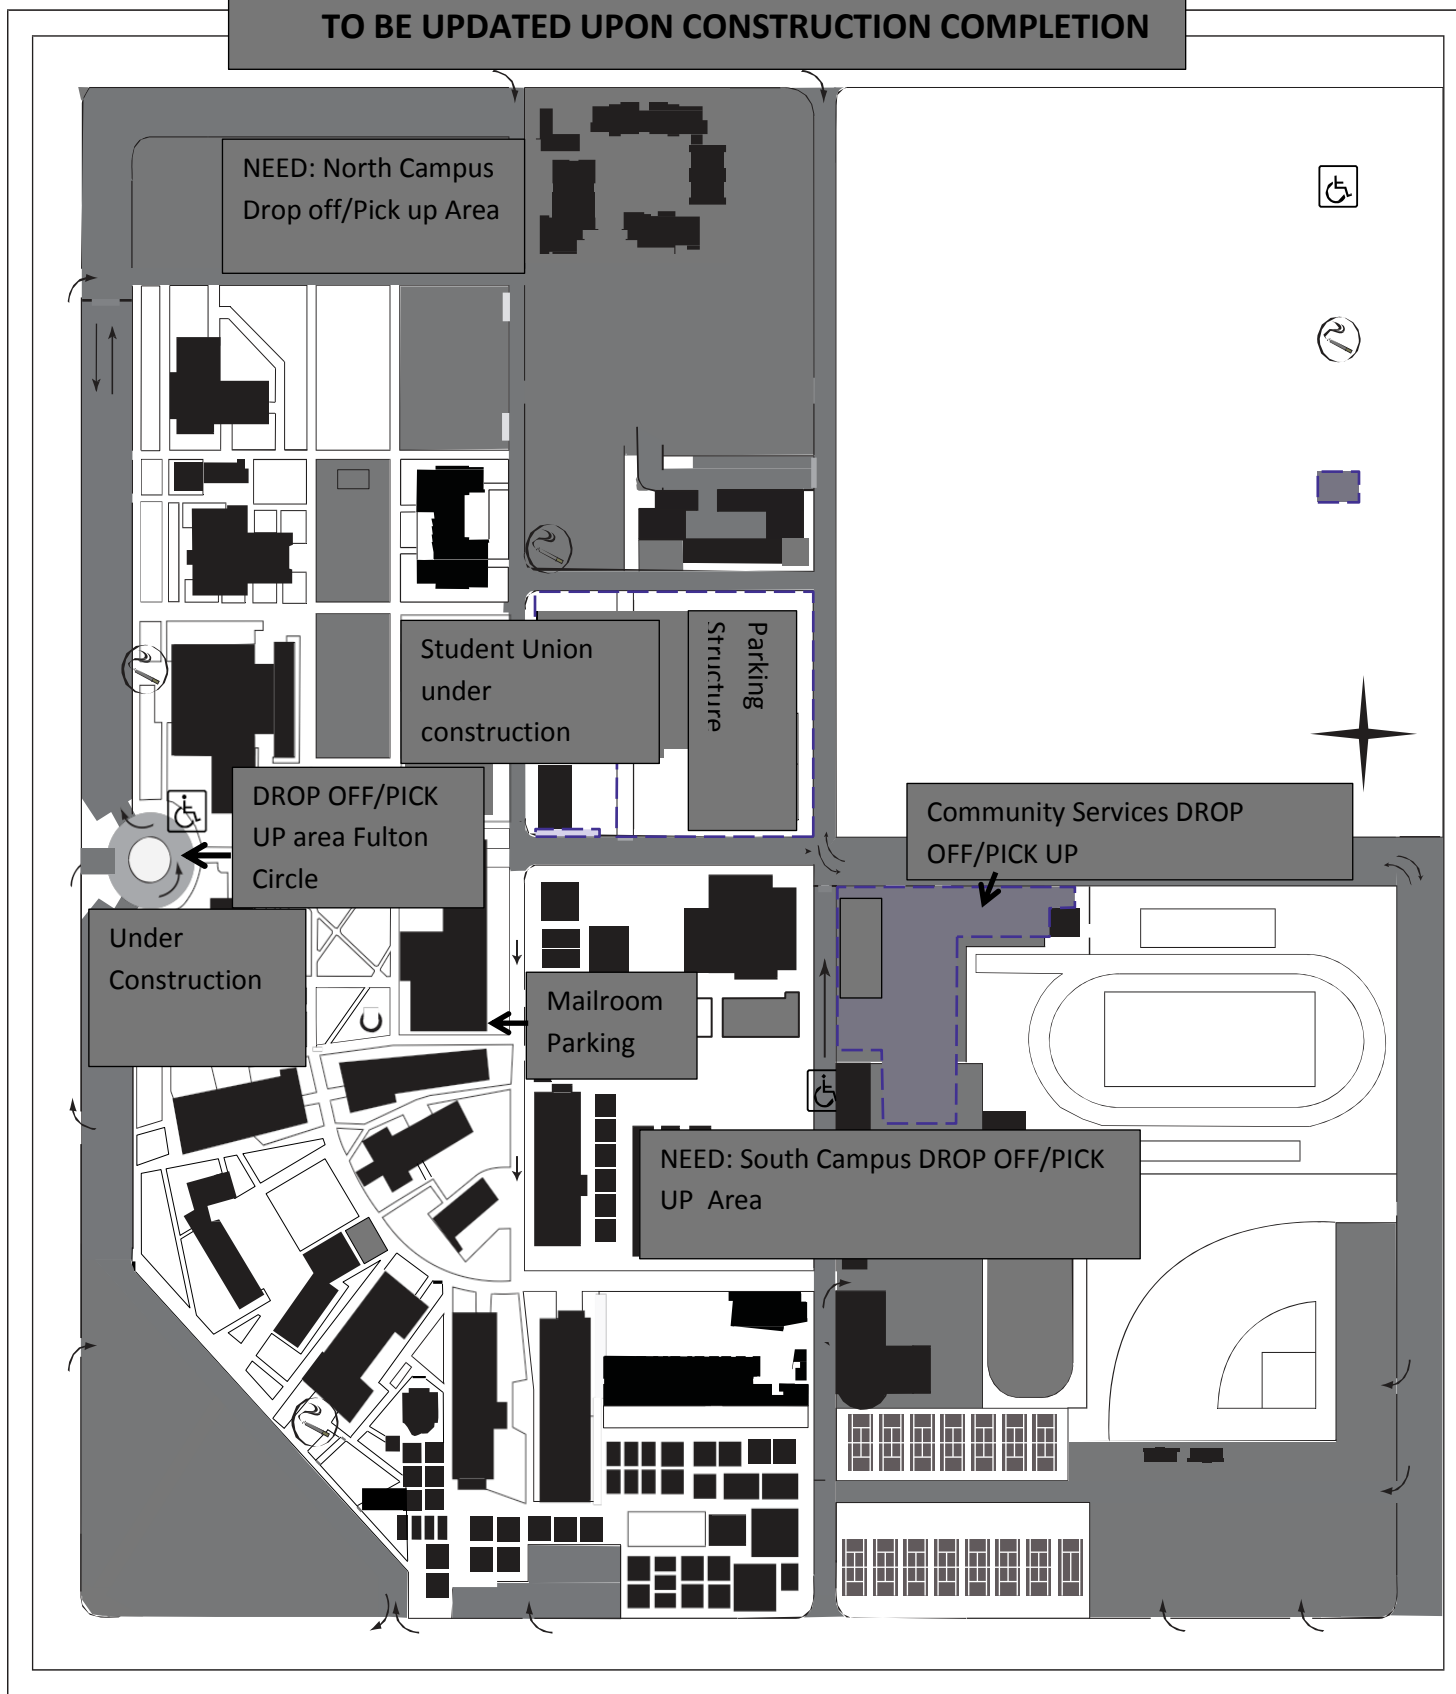 TO BE UPDATED UPON CONSTRUCTION COMPLETION
NEED: North Campus
Drop off/Pick up Area
Student Union
under
construction
Parking
Structure
DROP OFF/PICK
UP area Fulton
Circle
Community Services DROP
OFF/PICK UP
Under
Construction
Mailroom
Parking
NEED: South Campus DROP OFF/PICK
UP Area